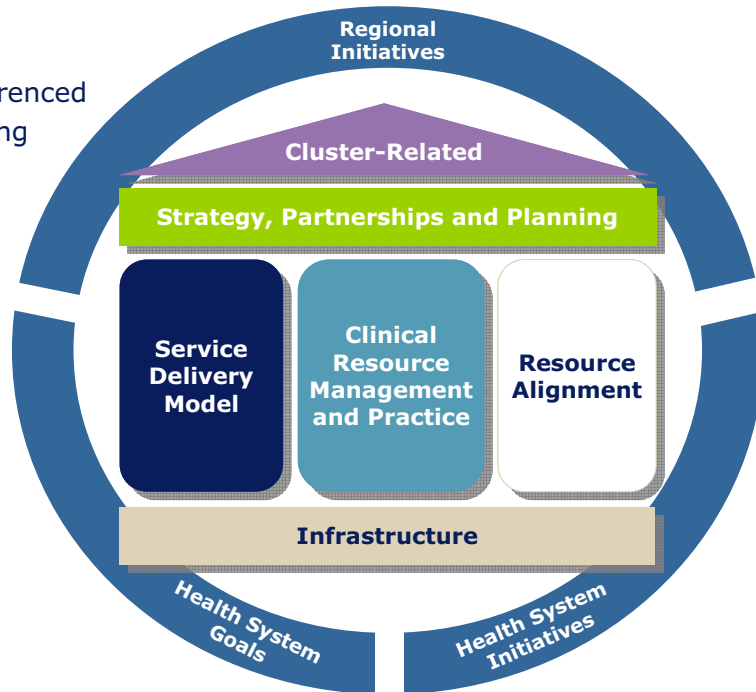 Regional
Initiatives
renced
ng
Cluster-Related
Strategy, Partnerships and Planning
Service
Delivery
Model
Clinical
Resource
Management
and Practice
Resource
Alignment
Infrastructure
Health System
Goals
Health System
Initiatives